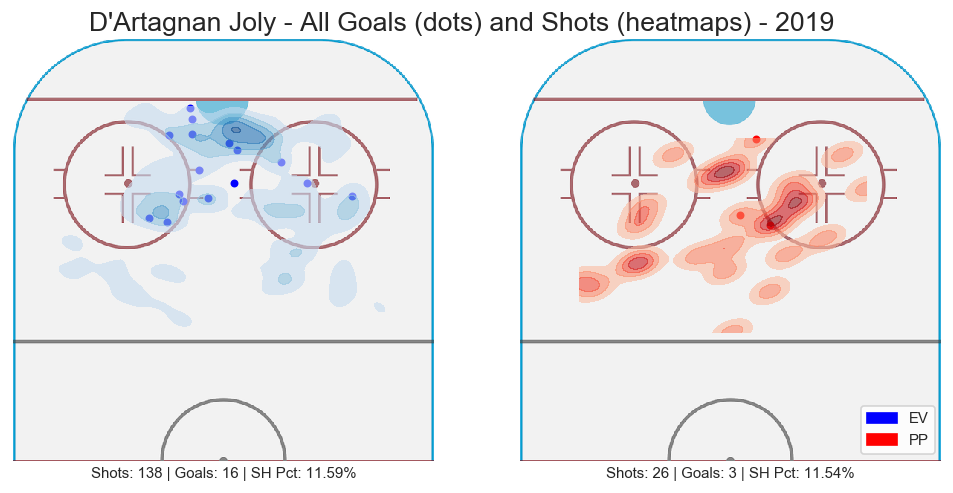 D'Artagnan Joly - All Goals (dots) and Shots (heatmaps) - 2019
EV
PP
Shots: 138 | Goals: 16 | SH Pct: 11.59%
Shots: 26 | Goals: 3 | SH Pct: 11.54%